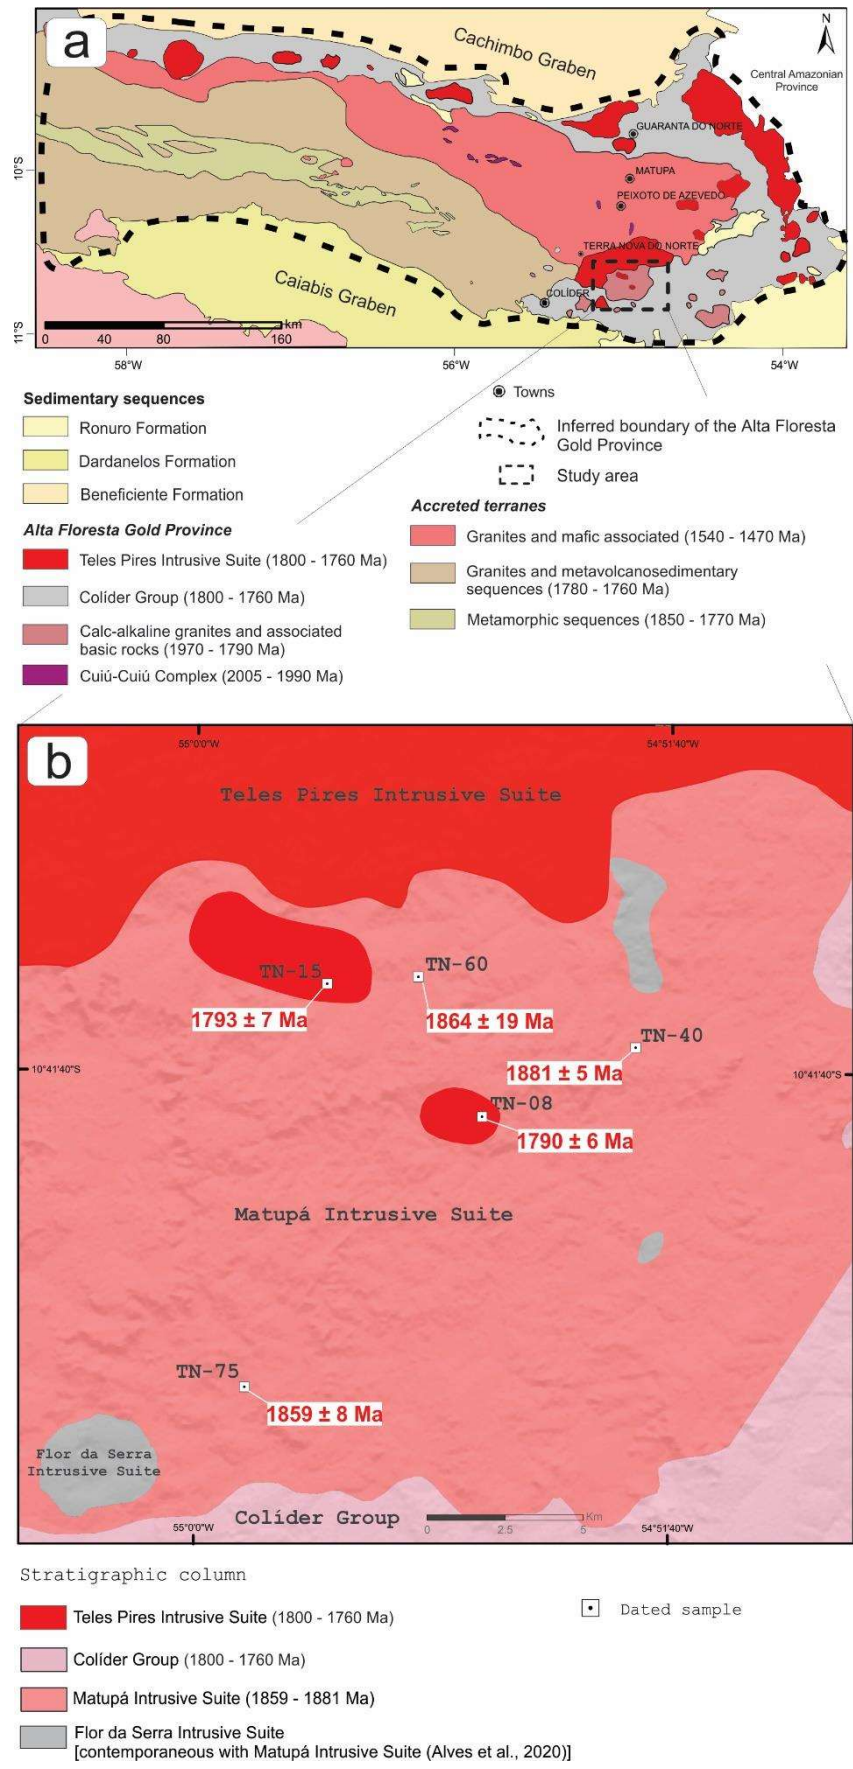 a
Cachimbo Graben
N
Central Amazonian
Province
GUARANTA DO NORTE
10°S
MATUPA
PEIXOTO DE AZEVEDO
TERRA NOVA DO NORTE
Caiabis Graben
COLÍDER
11°S
km
0 40 80 160
58°W 56°W 54°W
Sedimentary sequences
Ronuro Formation
Dardanelos Formation
Beneficiente Formation
Towns
Inferred boundary of the Alta Floresta
Gold Province
Study area
Alta Floresta Gold Province
Teles Pires Intrusive Suite (1800 - 1760 Ma)
Colíder Group (1800 - 1760 Ma)
Calc-alkaline granites and associated
basic rocks (1970 - 1790 Ma)
Cuiú-Cuiú Complex (2005 - 1990 Ma)
Accreted terranes
Granites and mafic associated (1540 - 1470 Ma)
Granites and metavolcanosedimentary
sequences (1780 - 1760 Ma)
Metamorphic sequences (1850 - 1770 Ma)
b
55°0'0"W 54°51'40"W
Teles Pires Intrusive Suite
TN-15
1793 ± 7 Ma
TN-60
1864 ± 19 Ma
TN-40
1881 ± 5 Ma
10°41'40"S 10°41'40"S
TN-08
1790 ± 6 Ma
Matupá Intrusive Suite
TN-75
1859 ± 8 Ma
Flor da Serra
Intrusive Suite
Colíder Group
Km
0 2.5 5
55°0'0"W 54°51'40"W
Stratigraphic column
Teles Pires Intrusive Suite (1800 - 1760 Ma)
Colíder Group (1800 - 1760 Ma)
Matupá Intrusive Suite (1859 - 1881 Ma)
Flor da Serra Intrusive Suite
[contemporaneous with Matupá Intrusive Suite (Alves et al., 2020)]
Dated sample